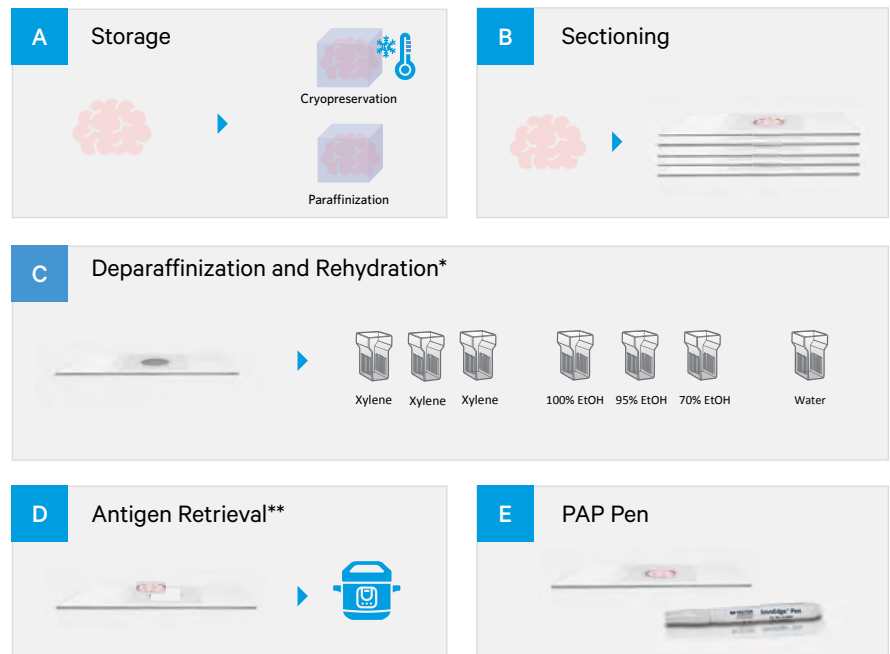 A
Storage
Cryopreservation
Paraffinization
B
Sectioning
C
Deparaffinization and Rehydration*
Xylene Xylene Xylene 100% EtOH 95% EtOH 70% EtOH Water
D
Antigen Retrieval**
E
PAP Pen
VECTOR ImmEdge® Pen